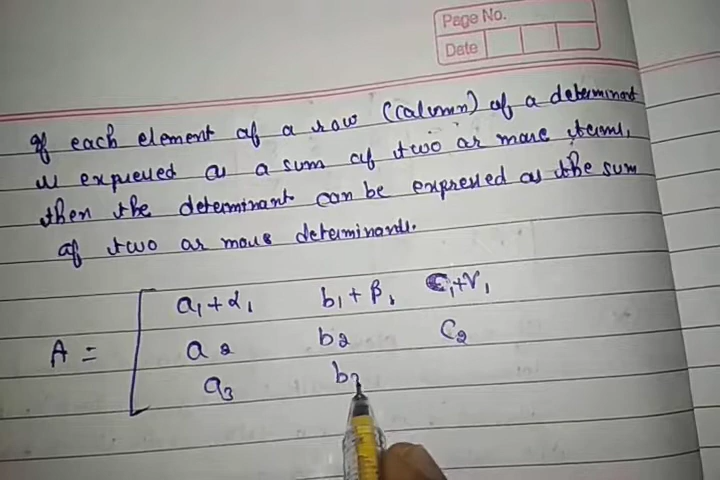 Page No.
Date
If each element of a row (column) of a determinant
is expressed as a sum of two or more terms,
then the determinant can be expressed as the sum
of two or more determinants.
A = [ a₁+α₁ b₁+β₁ c₁+γ₁
a₂ b₂ c₂
a₃ b₃